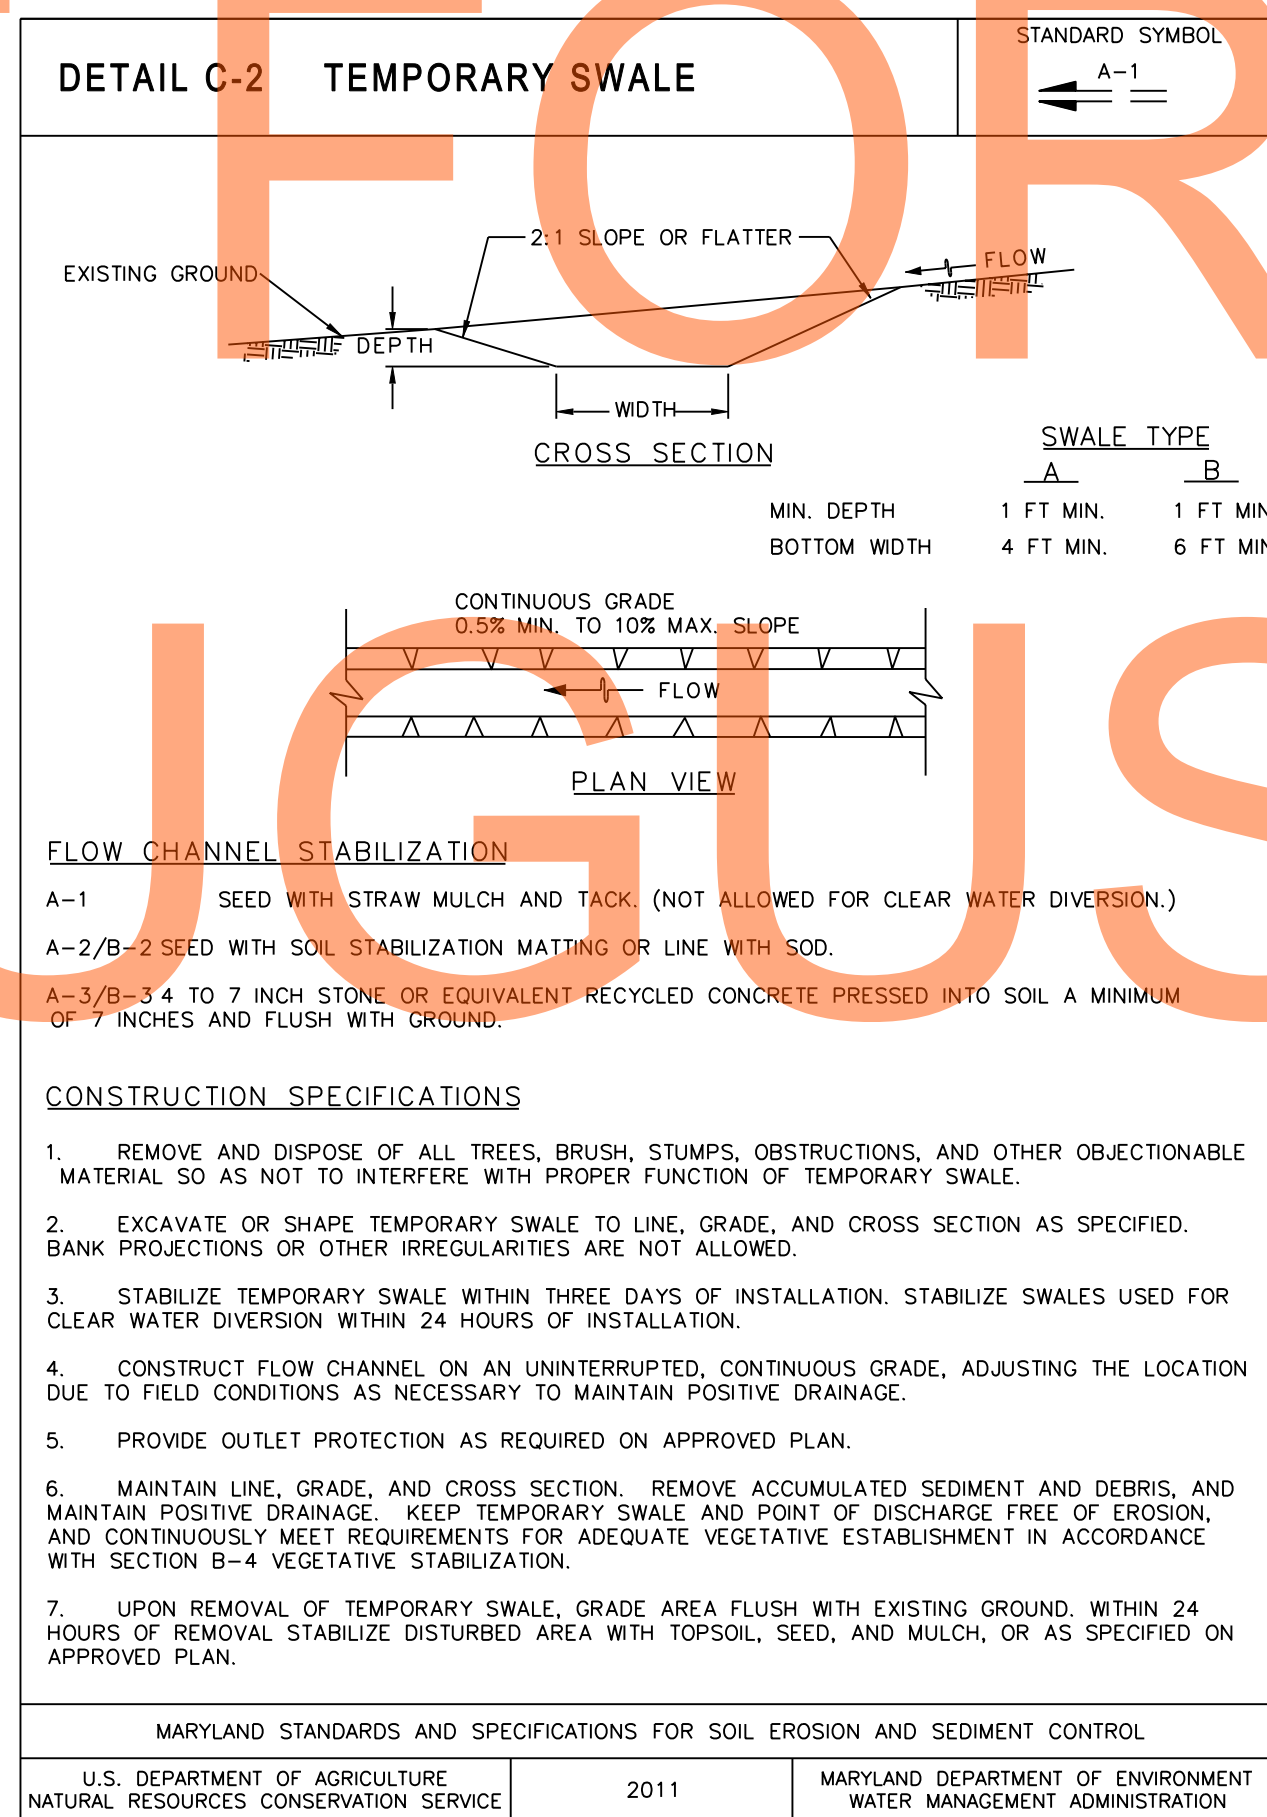 DETAIL C-2 TEMPORARY SWALE
STANDARD SYMBOL
A-1
2:1 SLOPE OR FLATTER
EXISTING GROUND
FLOW
DEPTH
WIDTH
CROSS SECTION
SWALE TYPE
A B
MIN. DEPTH 1 FT MIN. 1 FT MIN
BOTTOM WIDTH 4 FT MIN. 6 FT MIN
CONTINUOUS GRADE
0.5% MIN. TO 10% MAX. SLOPE
FLOW
PLAN VIEW
FLOW CHANNEL STABILIZATION
A-1 SEED WITH STRAW MULCH AND TACK. (NOT ALLOWED FOR CLEAR WATER DIVERSION.)
A-2/B-2 SEED WITH SOIL STABILIZATION MATTING OR LINE WITH SOD.
A-3/B-3 4 TO 7 INCH STONE OR EQUIVALENT RECYCLED CONCRETE PRESSED INTO SOIL A MINIMUM
OF 7 INCHES AND FLUSH WITH GROUND.
CONSTRUCTION SPECIFICATIONS
1. REMOVE AND DISPOSE OF ALL TREES, BRUSH, STUMPS, OBSTRUCTIONS, AND OTHER OBJECTIONABLE
MATERIAL SO AS NOT TO INTERFERE WITH PROPER FUNCTION OF TEMPORARY SWALE.
2. EXCAVATE OR SHAPE TEMPORARY SWALE TO LINE, GRADE, AND CROSS SECTION AS SPECIFIED.
BANK PROJECTIONS OR OTHER IRREGULARITIES ARE NOT ALLOWED.
3. STABILIZE TEMPORARY SWALE WITHIN THREE DAYS OF INSTALLATION. STABILIZE SWALES USED FOR
CLEAR WATER DIVERSION WITHIN 24 HOURS OF INSTALLATION.
4. CONSTRUCT FLOW CHANNEL ON AN UNINTERRUPTED, CONTINUOUS GRADE, ADJUSTING THE LOCATION
DUE TO FIELD CONDITIONS AS NECESSARY TO MAINTAIN POSITIVE DRAINAGE.
5. PROVIDE OUTLET PROTECTION AS REQUIRED ON APPROVED PLAN.
6. MAINTAIN LINE, GRADE, AND CROSS SECTION. REMOVE ACCUMULATED SEDIMENT AND DEBRIS, AND
MAINTAIN POSITIVE DRAINAGE. KEEP TEMPORARY SWALE AND POINT OF DISCHARGE FREE OF EROSION,
AND CONTINUOUSLY MEET REQUIREMENTS FOR ADEQUATE VEGETATIVE ESTABLISHMENT IN ACCORDANCE
WITH SECTION B-4 VEGETATIVE STABILIZATION.
7. UPON REMOVAL OF TEMPORARY SWALE, GRADE AREA FLUSH WITH EXISTING GROUND. WITHIN 24
HOURS OF REMOVAL STABILIZE DISTURBED AREA WITH TOPSOIL, SEED, AND MULCH, OR AS SPECIFIED ON
APPROVED PLAN.
MARYLAND STANDARDS AND SPECIFICATIONS FOR SOIL EROSION AND SEDIMENT CONTROL
U.S. DEPARTMENT OF AGRICULTURE
NATURAL RESOURCES CONSERVATION SERVICE
2011
MARYLAND DEPARTMENT OF ENVIRONMENT
WATER MANAGEMENT ADMINISTRATION
FOR
UGUS